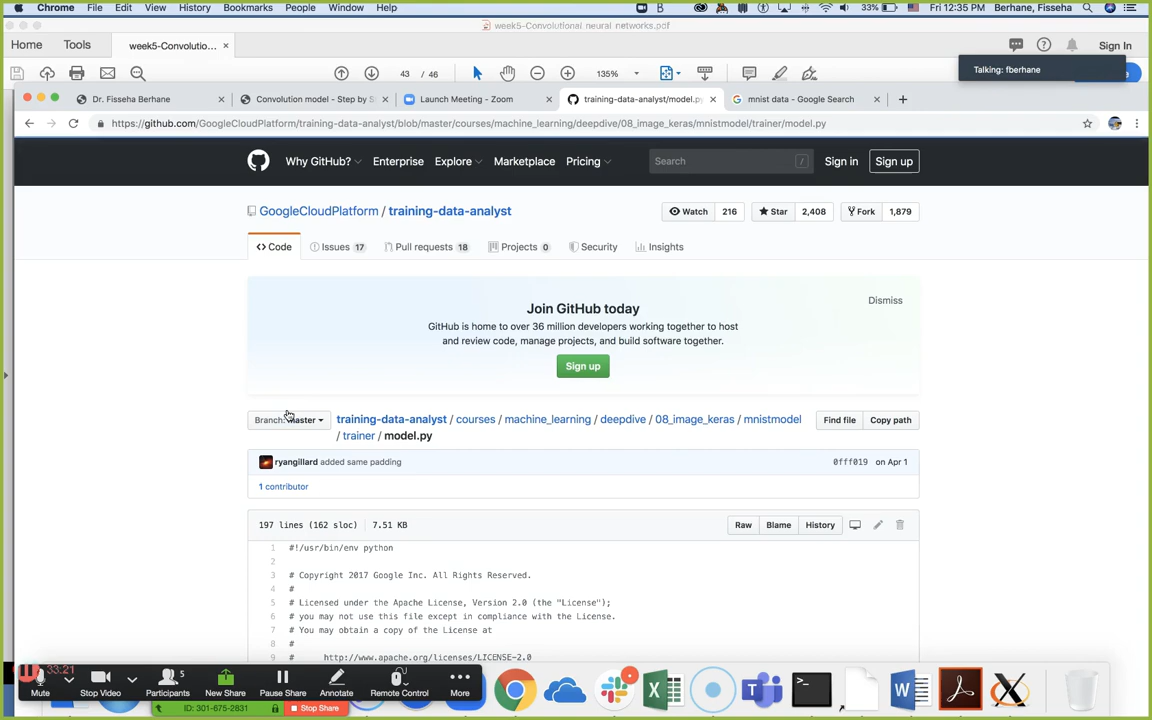 Chrome File Edit View History Bookmarks People Window Help 33% Fri 12:35 PM Berhane, Fisseha
week5-Convolutional neural networks.pdf
Home Tools week5-Convolutio... × Sign In
43 / 46 135%
Talking: fberhane
Dr. Fisseha Berhane × Convolution model - Step by S × Launch Meeting - Zoom × training-data-analyst/model.py × mnist data - Google Search × +
https://github.com/GoogleCloudPlatform/training-data-analyst/blob/master/courses/machine_learning/deepdive/08_image_keras/mnistmodel/trainer/model.py
Why GitHub? Enterprise Explore Marketplace Pricing Search / Sign in Sign up
GoogleCloudPlatform / training-data-analyst Watch 216 Star 2,408 Fork 1,879
<> Code Issues 17 Pull requests 18 Projects 0 Security Insights
Dismiss
Join GitHub today
GitHub is home to over 36 million developers working together to host
and review code, manage projects, and build software together.
Sign up
Branch: master training-data-analyst / courses / machine_learning / deepdive / 08_image_keras / mnistmodel Find file Copy path
/ trainer / model.py
ryangillard added same padding 0fff019 on Apr 1
1 contributor
197 lines (162 sloc) 7.51 KB Raw Blame History
1 #!/usr/bin/env python
2
3 # Copyright 2017 Google Inc. All Rights Reserved.
4 #
5 # Licensed under the Apache License, Version 2.0 (the "License");
6 # you may not use this file except in compliance with the License.
7 # You may obtain a copy of the License at
8 #
9 # http://www.apache.org/licenses/LICENSE-2.0
33:21
5
Mute Stop Video Participants New Share Pause Share Annotate Remote Control More
ID: 301-675-2831 Stop Share